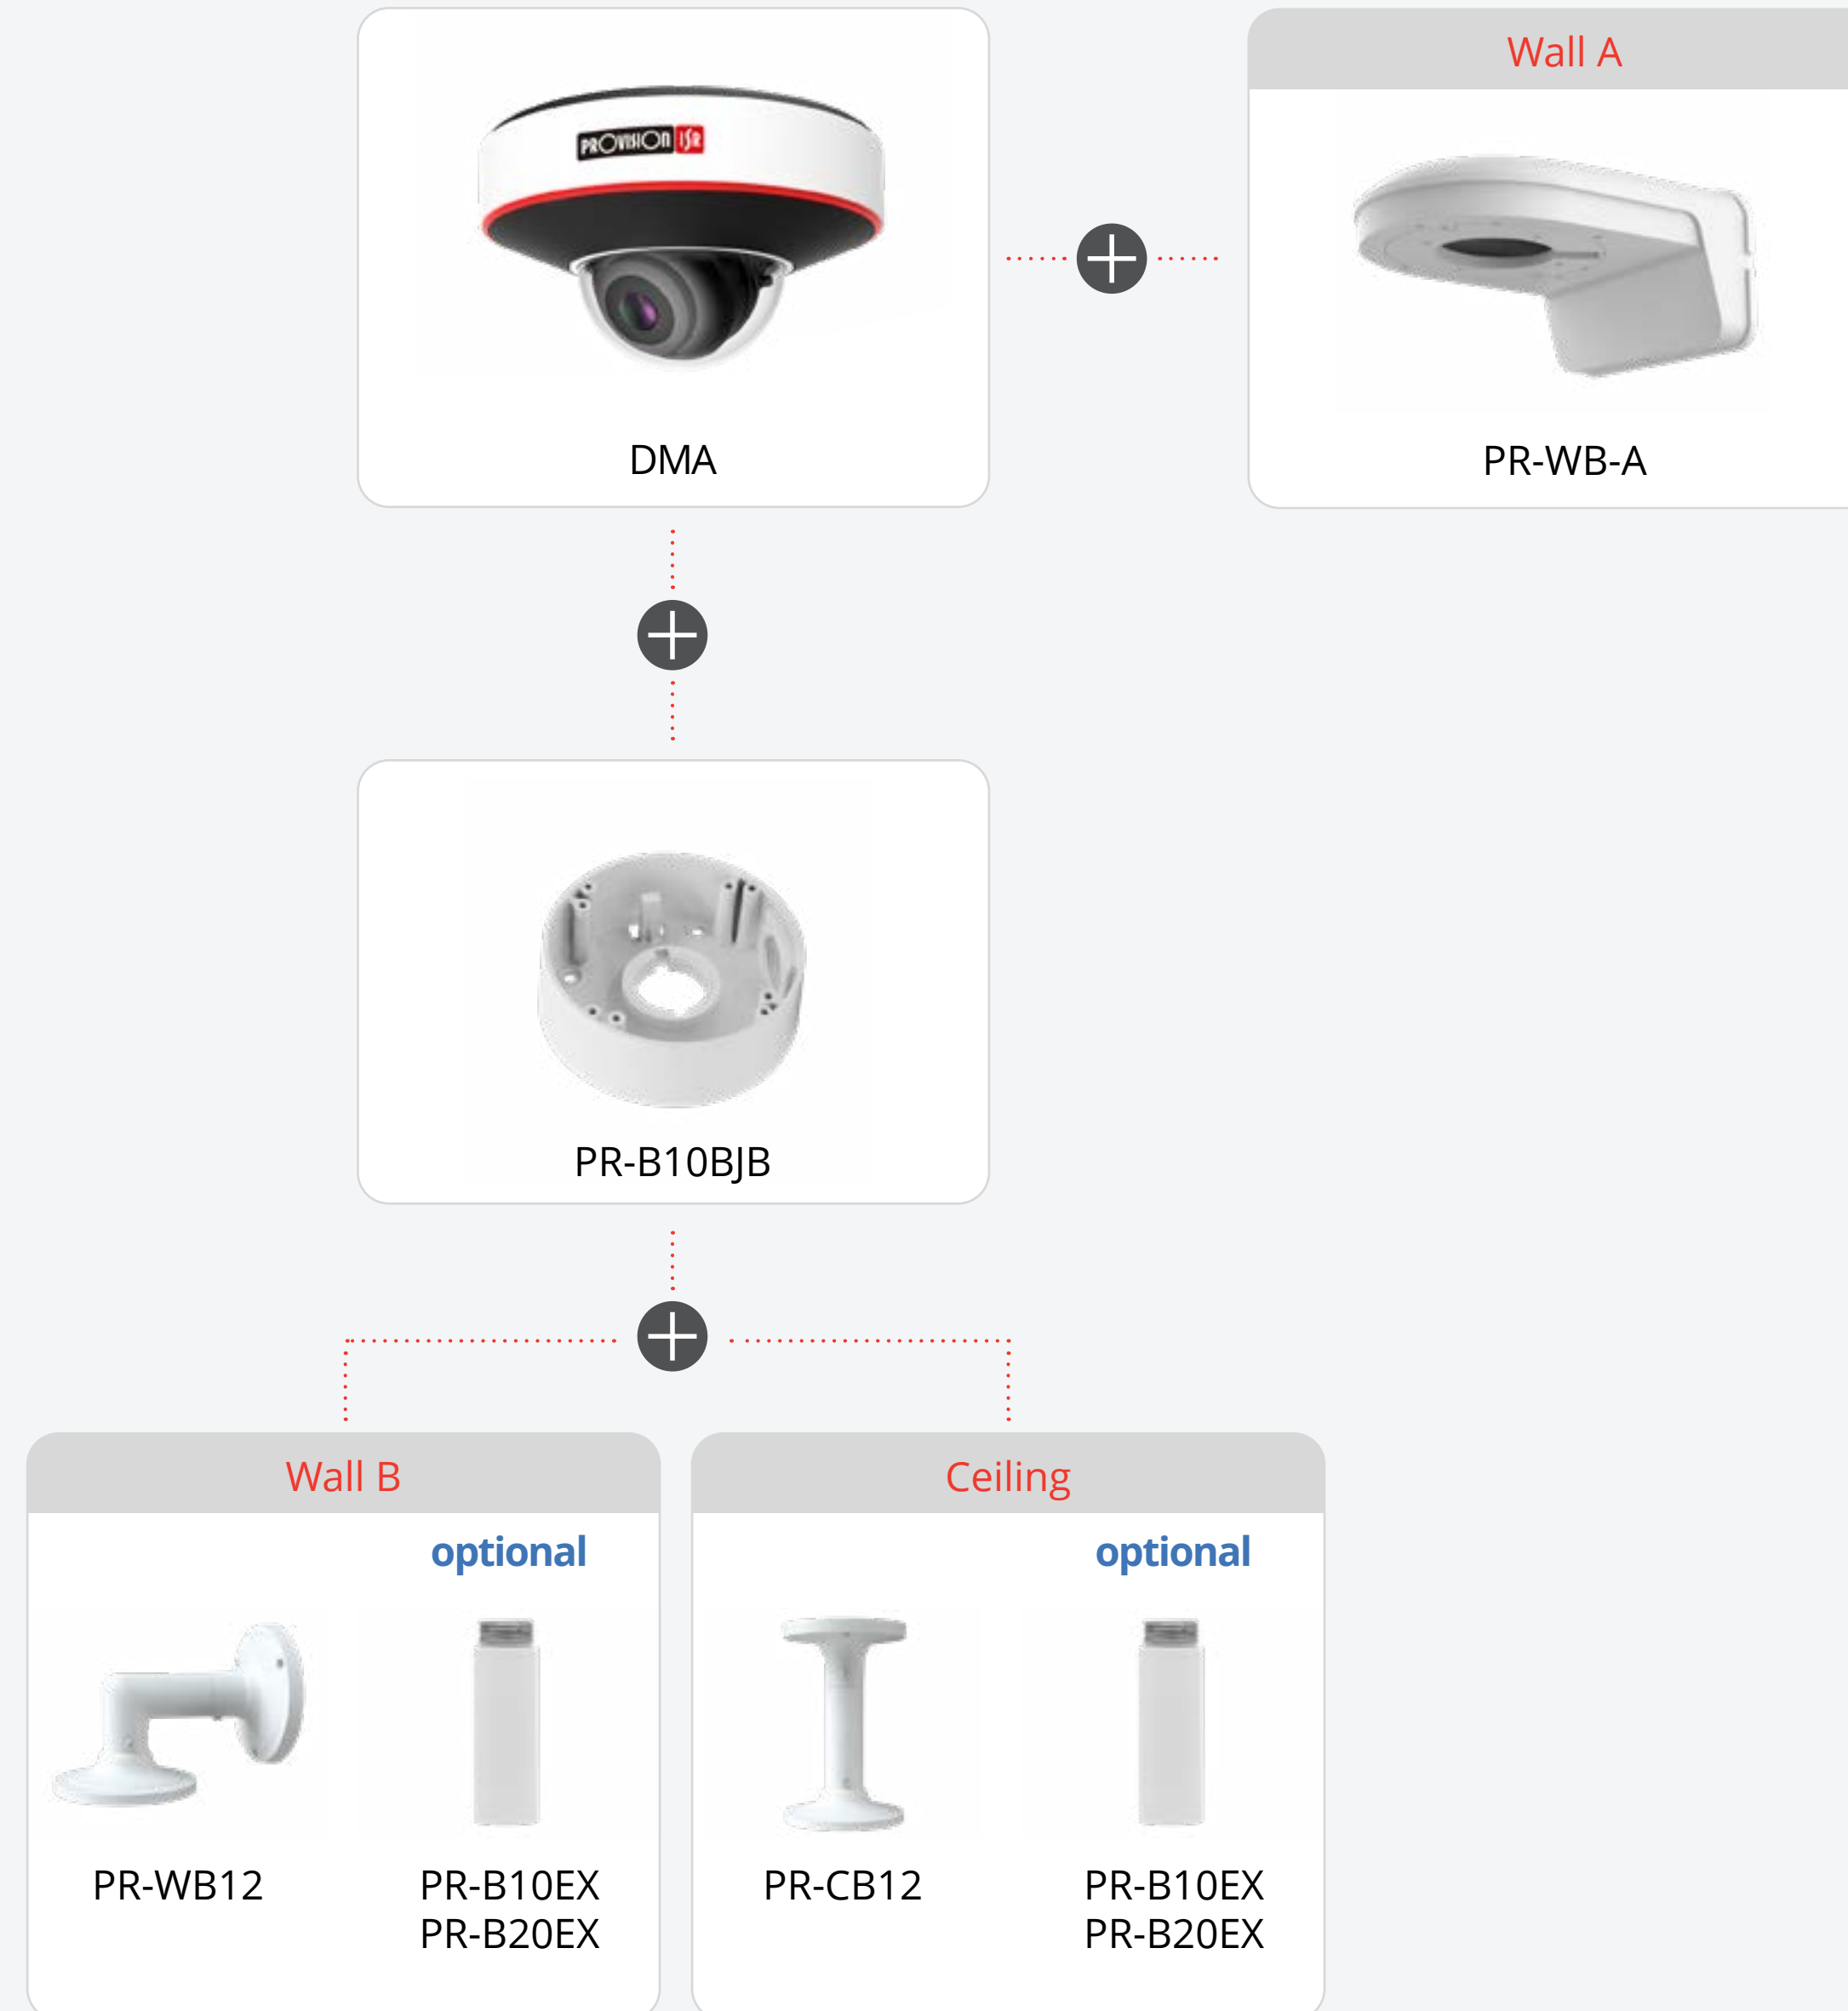 PROVISION ISR
DMA
Wall A
PR-WB-A
PR-B10BJB
Wall B
optional
PR-WB12
PR-B10EX
PR-B20EX
Ceiling
optional
PR-CB12
PR-B10EX
PR-B20EX